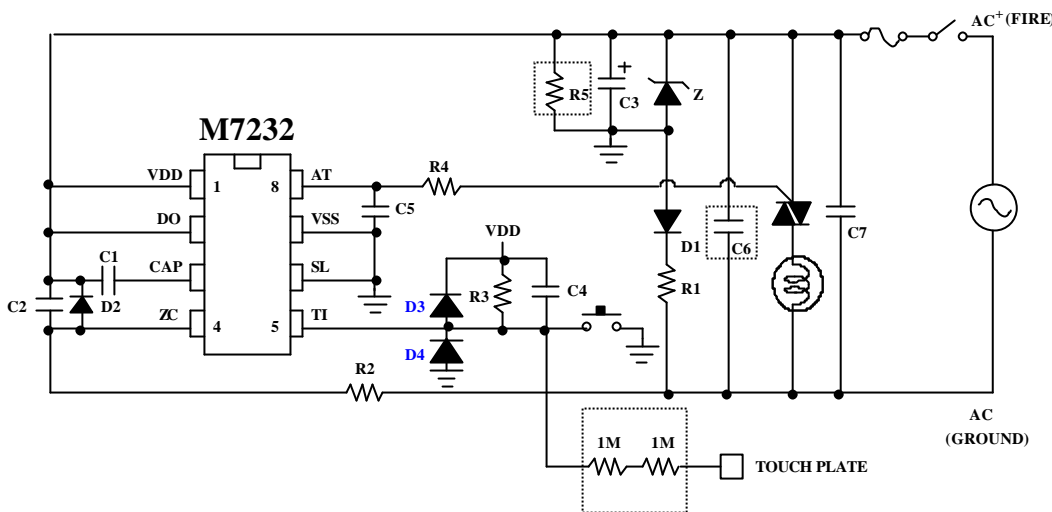 AC+ (FIRE)
R5
C3
+
Z
M7232
VDD
1
8
AT
R4
DO
VSS
C5
VDD
D1
C6
C7
C1
CAP
SL
C2
D2
D3
R3
C4
R1
ZC
4
5
TI
D4
R2
AC
(GROUND)
1M
1M
TOUCH PLATE